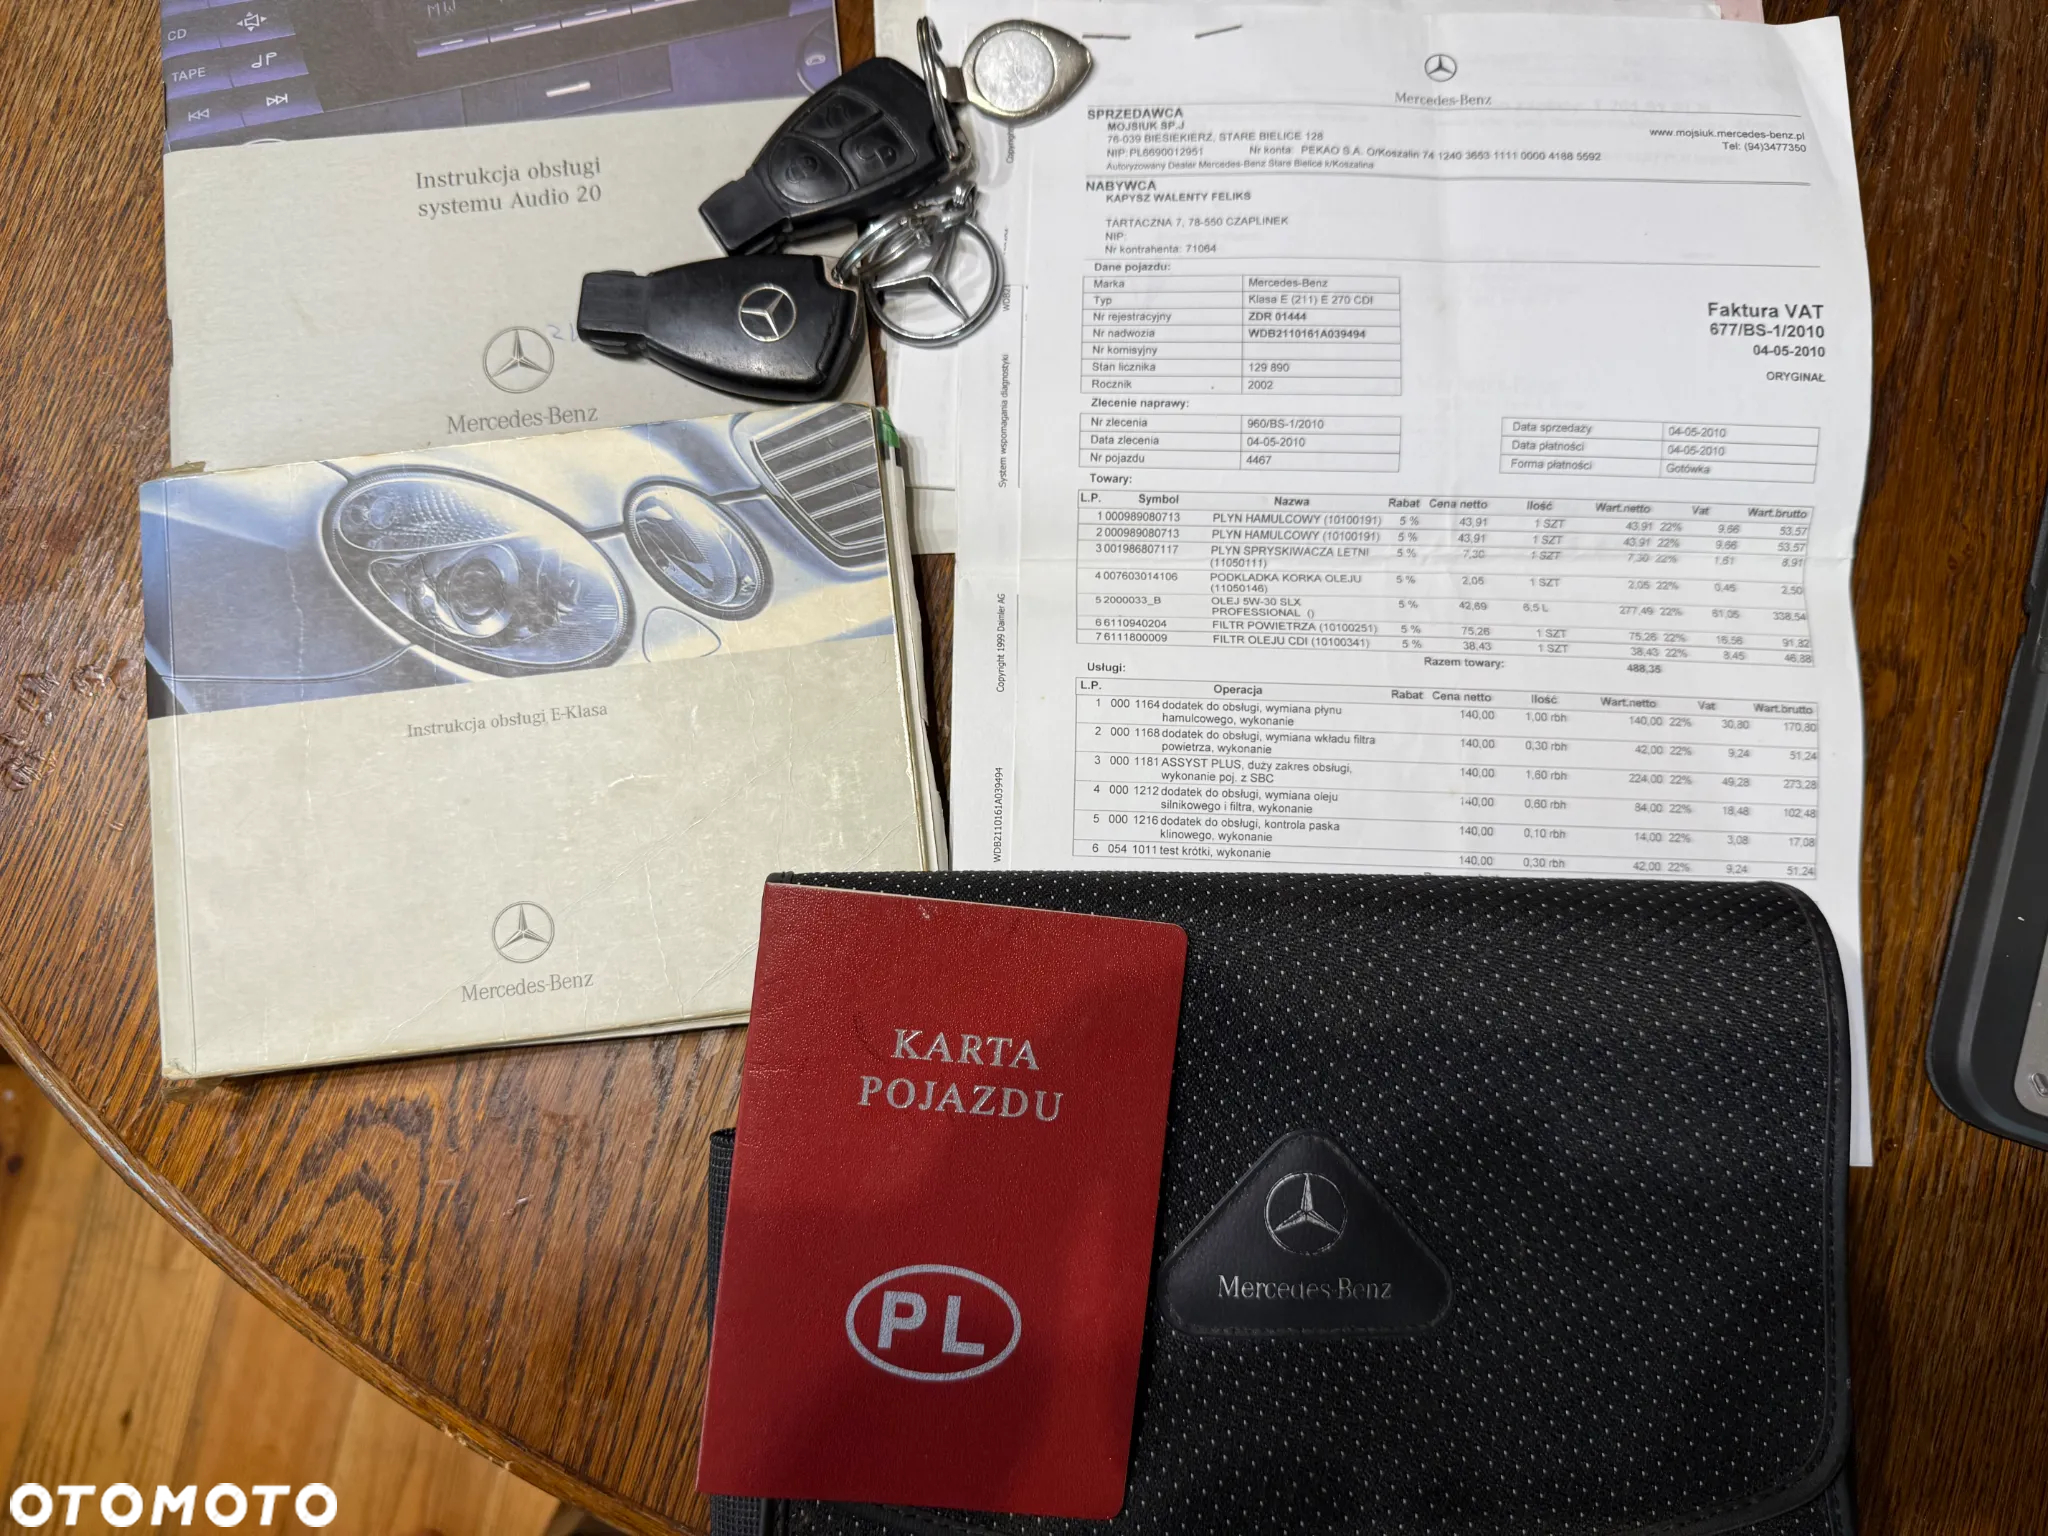 MW
CD
TAPE
Instrukcja obsługi
systemu Audio 20
Mercedes-Benz
Instrukcja obsługi E-Klasa
Mercedes-Benz
Copyright
System wspomagania diagnostyki
Copyright 1999 Daimler AG
WDB2110161A039494
Mercedes-Benz
SPRZEDAWCA
MOJSIUK SP.J
76-039 BIESIEKIERZ, STARE BIELICE 128
NIP: PL6690012951 Nr konta: PEKAO S.A. O/Koszalin 74 1240 3653 1111 0000 4188 5592
Autoryzowany Dealer Mercedes-Benz Stare Bielice k/Koszalina
www.mojsiuk.mercedes-benz.pl
Tel: (94)3477350
NABYWCA
KAPYSZ WALENTY FELIKS
TARTACZNA 7, 78-550 CZAPLINEK
NIP:
Nr kontrahenta: 71064
Dane pojazdu:
Marka Mercedes-Benz
Typ Klasa E (211) E 270 CDI
Nr rejestracyjny ZDR 01444
Nr nadwozia WDB2110161A039494
Nr komisyjny
Stan licznika 129 890
Rocznik 2002
Faktura VAT
677/BS-1/2010
04-05-2010
ORYGINAŁ
Zlecenie naprawy:
Nr zlecenia 960/BS-1/2010
Data zlecenia 04-05-2010
Nr pojazdu 4467
Data sprzedaży 04-05-2010
Data płatności 04-05-2010
Forma płatności Gotówka
Towary:
L.P. Symbol Nazwa Rabat Cena netto Ilość Wart.netto Vat Wart.brutto
1 000989080713 PLYN HAMULCOWY (10100191) 5 % 43,91 1 SZT 43,91 22% 9,66 53,57
2 000989080713 PLYN HAMULCOWY (10100191) 5 % 43,91 1 SZT 43,91 22% 9,66 53,57
3 001986807117 PLYN SPRYSKIWACZA LETNI 5 % 7,30 1 SZT 7,30 22% 1,61 8,91
(11050111)
4 007603014106 PODKLADKA KORKA OLEJU 5 % 2,05 1 SZT 2,05 22% 0,45 2,50
(11050146)
5 2000033_B OLEJ 5W-30 SLX 5 % 42,69 6,5 L 277,49 22% 61,05 338,54
PROFESSIONAL ()
6 6110940204 FILTR POWIETRZA (10100251) 5 % 75,26 1 SZT 75,26 22% 16,56 91,82
7 6111800009 FILTR OLEJU CDI (10100341) 5 % 38,43 1 SZT 38,43 22% 8,45 46,88
Razem towary: 488,35
Usługi:
L.P. Operacja Rabat Cena netto Ilość Wart.netto Vat Wart.brutto
1 000 1164 dodatek do obsługi, wymiana płynu 140,00 1,00 rbh 140,00 22% 30,80 170,80
hamulcowego, wykonanie
2 000 1168 dodatek do obsługi, wymiana wkładu filtra 140,00 0,30 rbh 42,00 22% 9,24 51,24
powietrza, wykonanie
3 000 1181 ASSYST PLUS, duży zakres obsługi, 140,00 1,60 rbh 224,00 22% 49,28 273,28
wykonanie poj. z SBC
4 000 1212 dodatek do obsługi, wymiana oleju 140,00 0,60 rbh 84,00 22% 18,48 102,48
silnikowego i filtra, wykonanie
5 000 1216 dodatek do obsługi, kontrola paska 140,00 0,10 rbh 14,00 22% 3,08 17,08
klinowego, wykonanie
6 054 1011 test krótki, wykonanie 140,00 0,30 rbh 42,00 22% 9,24 51,24
KARTA
POJAZDU
PL
Mercedes-Benz
OTOMOTO